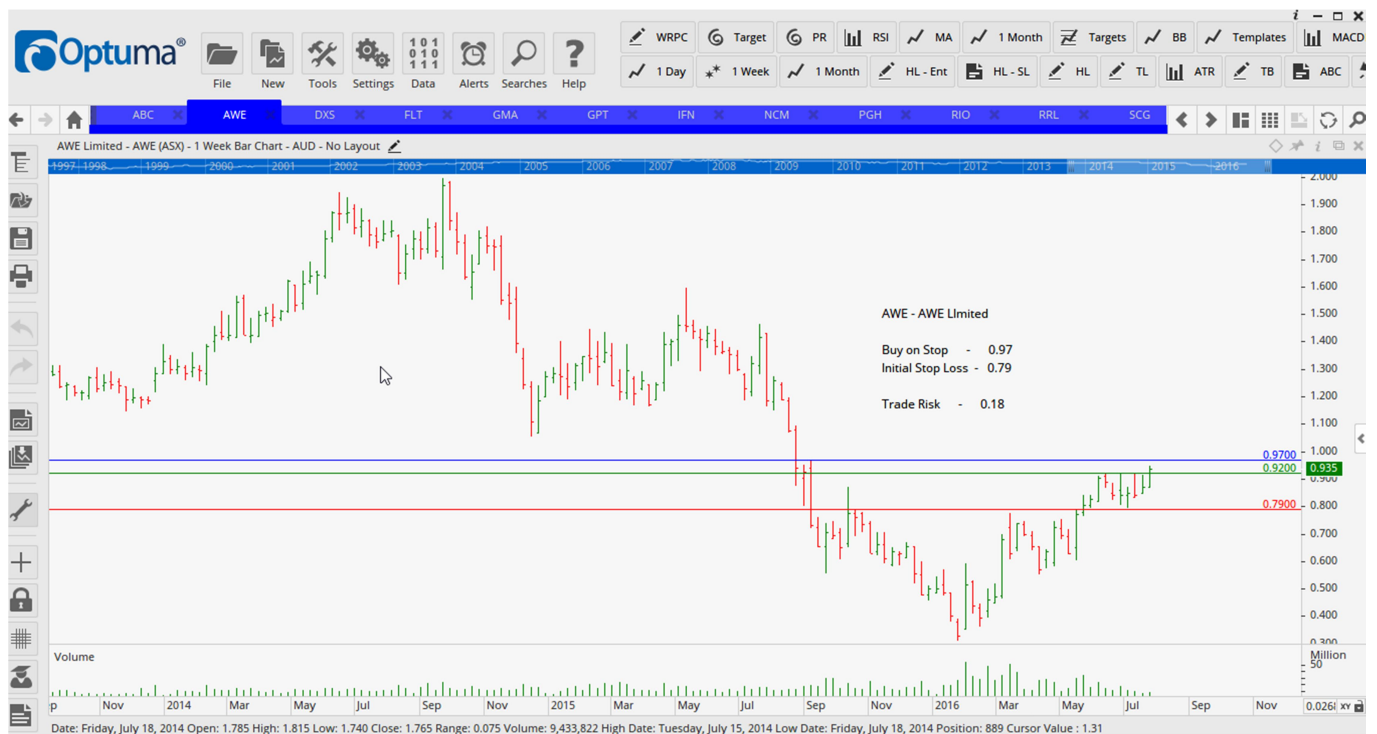 i
Optuma®
File New Tools Settings Data Alerts Searches Help
WRPC Target PR RSI MA 1 Month Targets BB Templates MACD
1 Day 1 Week 1 Month HL - Ent HL - SL HL TL ATR TB ABC
ABC AWE DXS FLT GMA GPT IFN NCM PGH RIO RRL SCG
AWE Limited - AWE (ASX) - 1 Week Bar Chart - AUD - No Layout
1997 1998 1999 2000 2001 2002 2003 2004 2005 2006 2007 2008 2009 2010 2011 2012 2013 2014 2015 2016
2.000
1.900
1.800
1.700
1.600
1.500
AWE - AWE LImited
1.400
Buy on Stop - 0.97
Initial Stop Loss - 0.79
1.300
Trade Risk - 0.18
1.200
1.100
1.000
0.9700
0.9200 0.935
0.900
0.7900
0.800
0.700
0.600
0.500
0.400
0.300
Volume
Million
50
p Nov 2014 Mar May Jul Sep Nov 2015 Mar May Jul Sep Nov 2016 Mar May Jul Sep Nov 0.026 XY
Date: Friday, July 18, 2014 Open: 1.785 High: 1.815 Low: 1.740 Close: 1.765 Range: 0.075 Volume: 9,433,822 High Date: Tuesday, July 15, 2014 Low Date: Friday, July 18, 2014 Position: 889 Cursor Value : 1.31